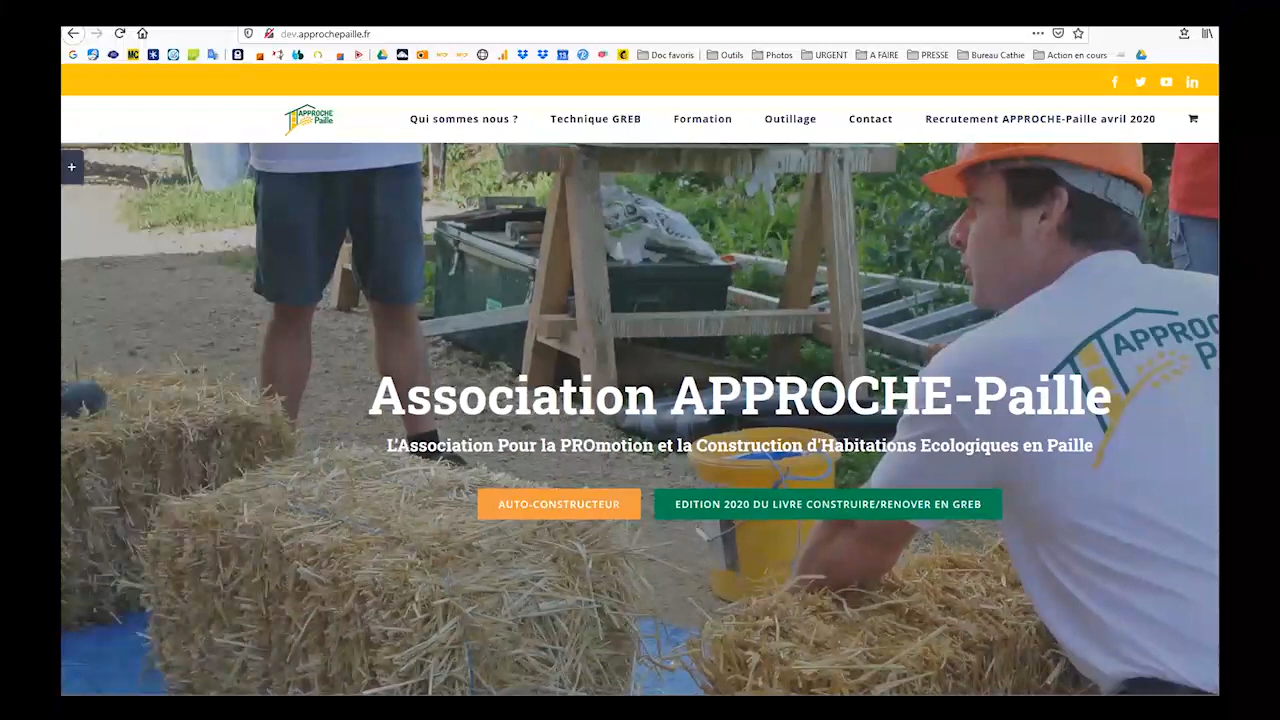 dev.approchepaille.fr
Doc favoris Outils Photos URGENT A FAIRE PRESSE Bureau Cathie Action en cours
APPROCHE
Paille
Qui sommes nous ? Technique GREB Formation Outillage Contact Recrutement APPROCHE-Paille avril 2020
+
APPROC
P
Association APPROCHE-Paille
L'Association Pour la PROmotion et la Construction d'Habitations Ecologiques en Paille
AUTO-CONSTRUCTEUR EDITION 2020 DU LIVRE CONSTRUIRE/RENOVER EN GREB